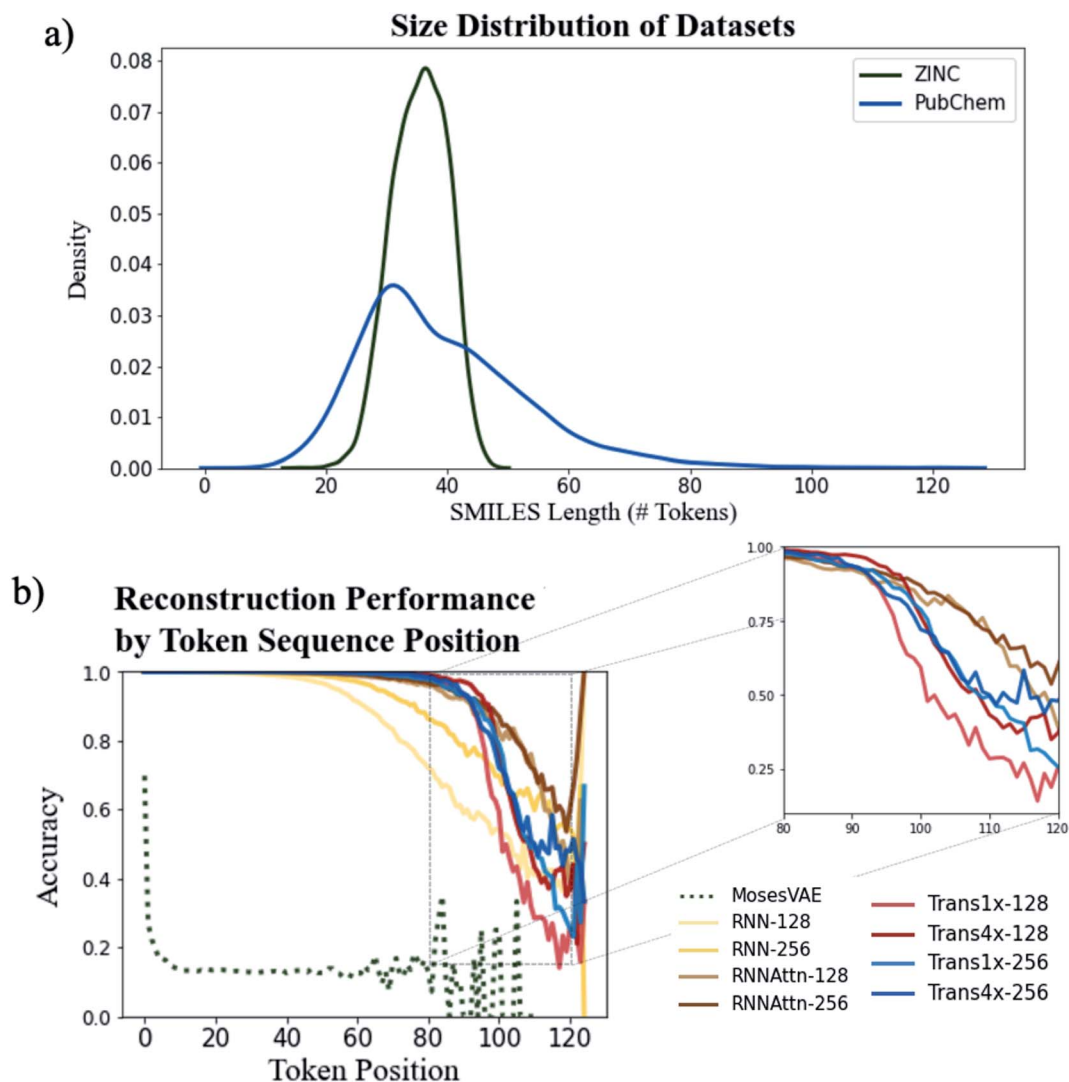 a)
Size Distribution of Datasets
0.08
0.07
0.06
0.05
0.04
0.03
0.02
0.01
0.00
Density
ZINC
PubChem
0 20 40 60 80 100 120
SMILES Length (# Tokens)
b)
Reconstruction Performance
by Token Sequence Position
1.0
0.8
0.6
0.4
0.2
0.0
Accuracy
0 20 40 60 80 100 120
Token Position
1.00
0.75
0.50
0.25
80 90 100 110 120
MosesVAE
RNN-128
RNN-256
RNNAttn-128
RNNAttn-256
Trans1x-128
Trans4x-128
Trans1x-256
Trans4x-256